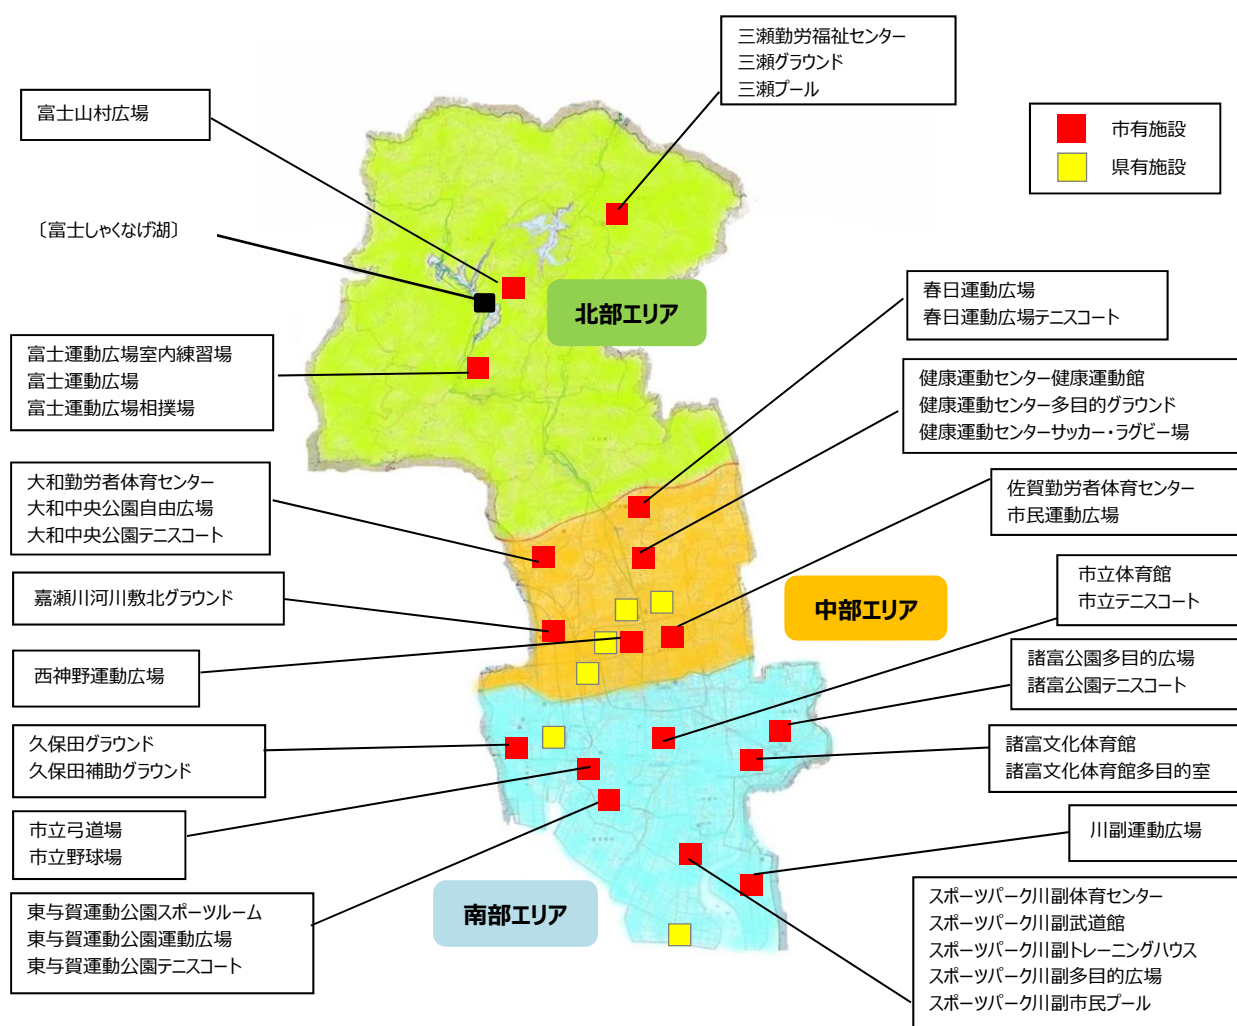 三瀬勤労福祉センター
三瀬グラウンド
三瀬プール
富士山村広場
市有施設
県有施設
〔富士しゃくなげ湖〕
北部エリア
春日運動広場
春日運動広場テニスコート
富士運動広場室内練習場
富士運動広場
富士運動広場相撲場
健康運動センター健康運動館
健康運動センター多目的グラウンド
健康運動センターサッカー・ラグビー場
大和勤労者体育センター
大和中央公園自由広場
大和中央公園テニスコート
佐賀勤労者体育センター
市民運動広場
嘉瀬川河川敷北グラウンド
中部エリア
市立体育館
市立テニスコート
西神野運動広場
諸富公園多目的広場
諸富公園テニスコート
久保田グラウンド
久保田補助グラウンド
諸富文化体育館
諸富文化体育館多目的室
市立弓道場
市立野球場
川副運動広場
東与賀運動公園スポーツルーム
東与賀運動公園運動広場
東与賀運動公園テニスコート
南部エリア
スポーツパーク川副体育センター
スポーツパーク川副武道館
スポーツパーク川副トレーニングハウス
スポーツパーク川副多目的広場
スポーツパーク川副市民プール